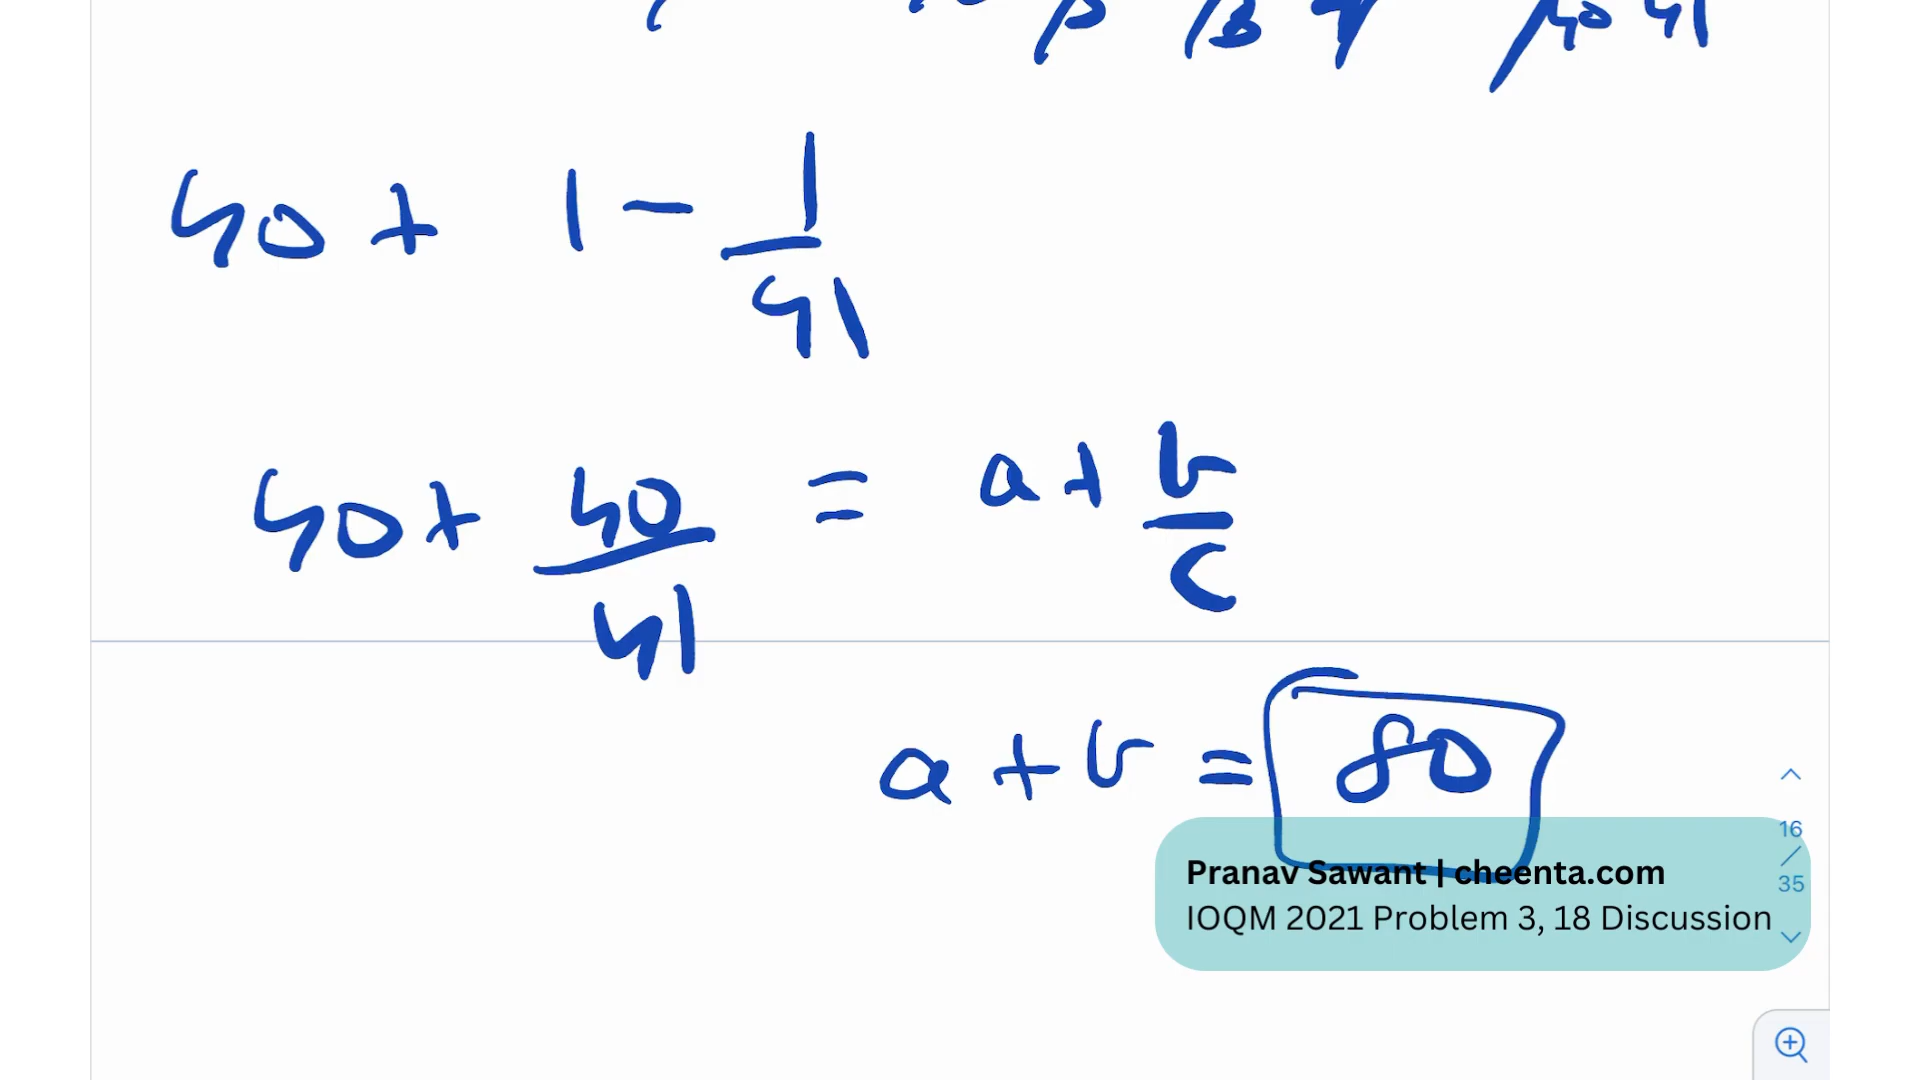 40 + 1 - 1/41
40 + 40/41 = a + b/c
a + b = 80
16
/
35
Pranav Sawant | cheenta.com
IOQM 2021 Problem 3, 18 Discussion